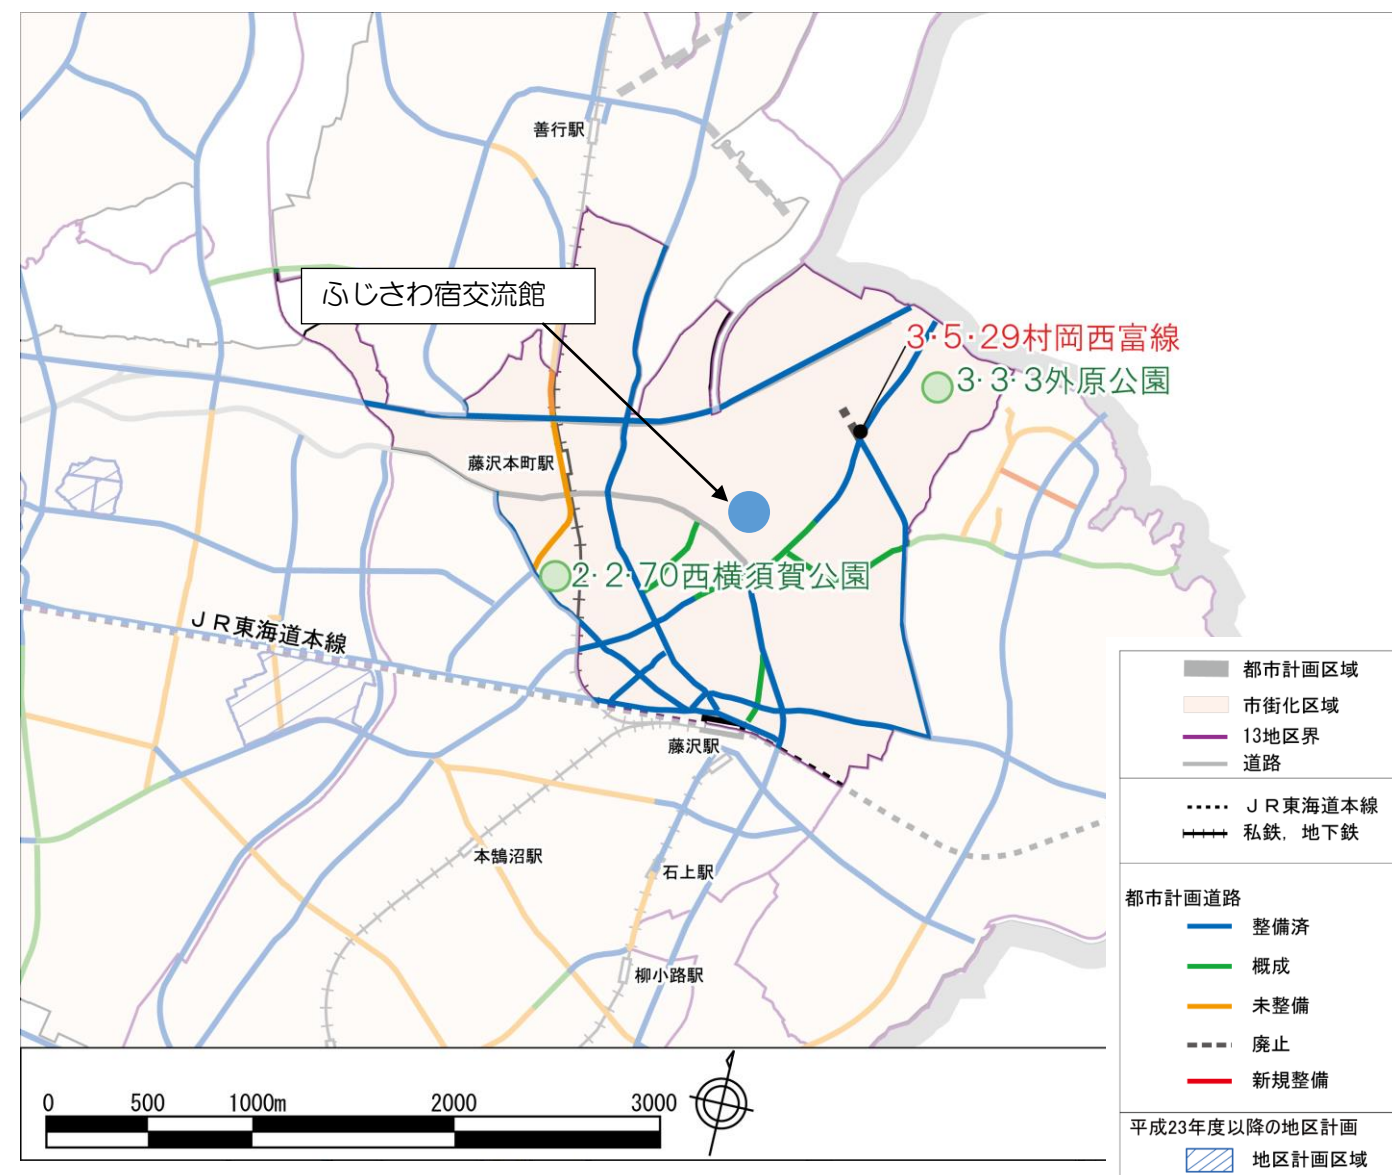 善行駅
ふじさわ宿交流館
3・5・29村岡西富線
3・3・3外原公園
藤沢本町駅
2・2・70西横須賀公園
ＪＲ東海道本線
藤沢駅
本鵠沼駅
石上駅
柳小路駅
都市計画区域
市街化区域
13地区界
道路
ＪＲ東海道本線
私鉄，地下鉄
都市計画道路
整備済
概成
未整備
廃止
新規整備
平成23年度以降の地区計画
地区計画区域
0 500 1000m 2000 3000